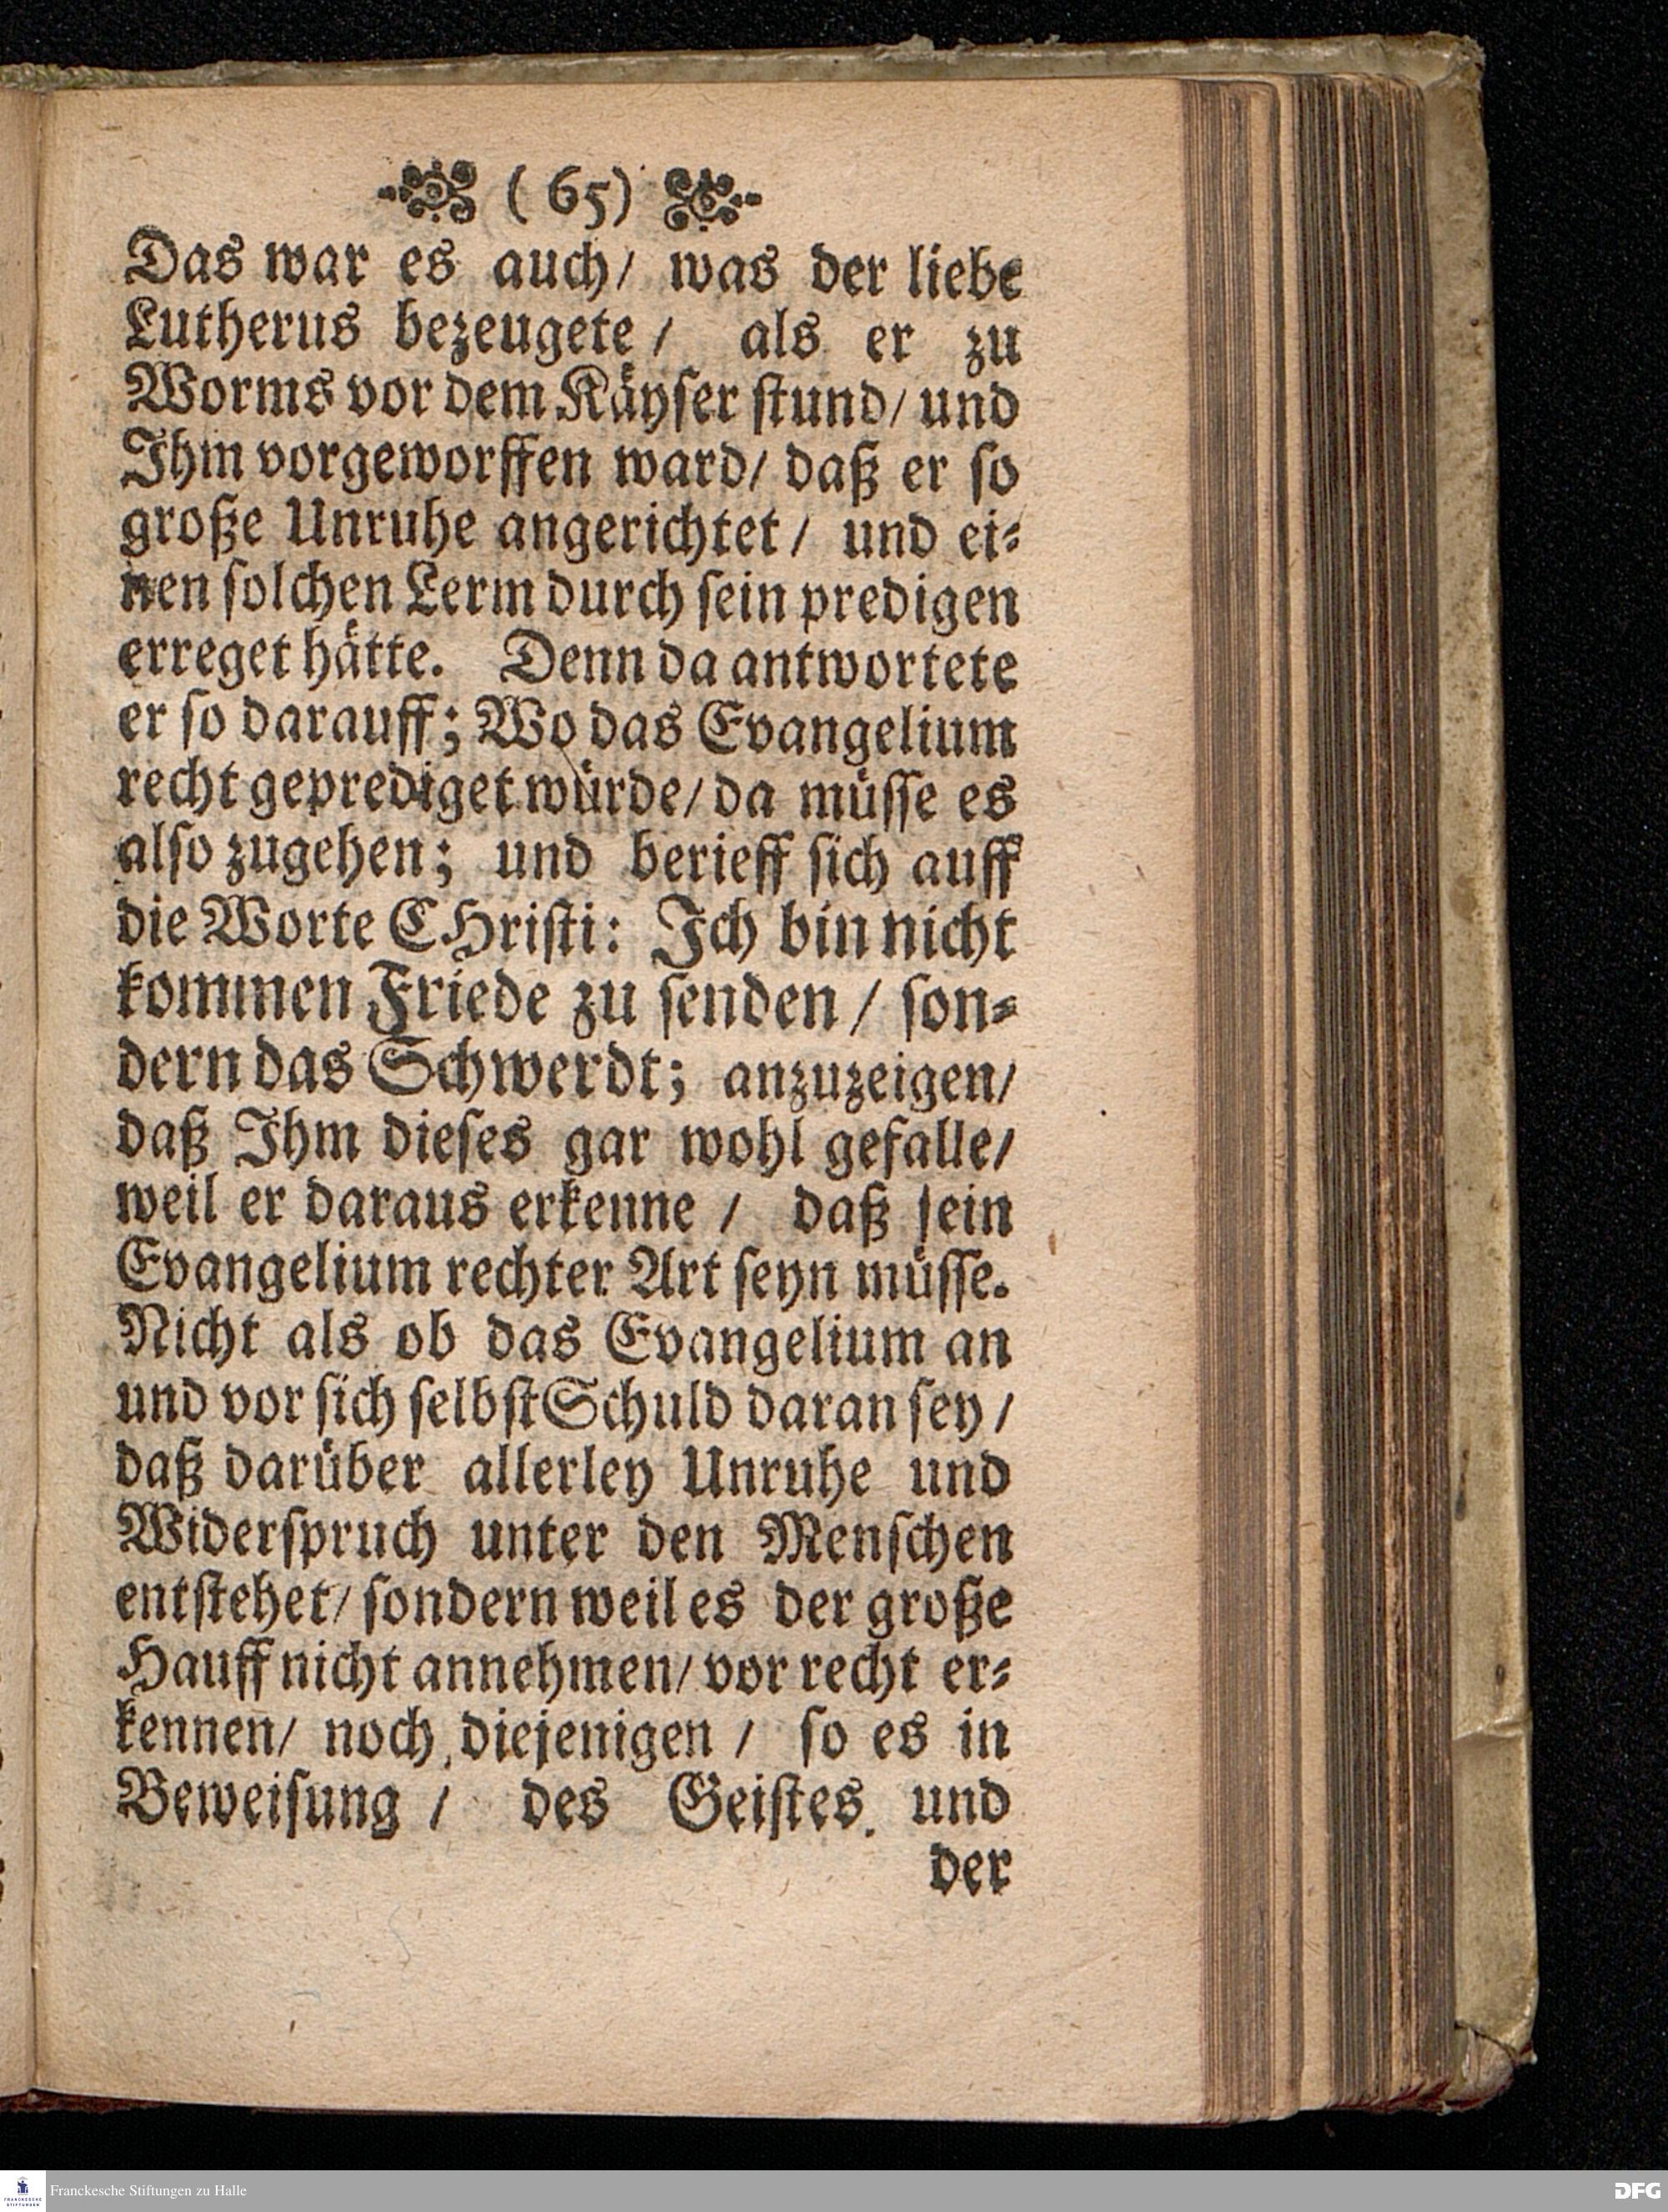 ( 65)
Das war es auch/ was der liebe
Lutherus bezeugete / als er zu
Worms vor dem Käyser stund/ und
Ihm vorgeworffen ward/ daß er so
große Unruhe angerichtet / und ei-
nen solchen Lerm durch sein predigen
erreget hätte. Denn da antwortete
er so darauff; Wo das Evangelium
recht geprediget würde/ da müsse es
also zugehen; und berieff sich auff
die Worte CHristi: Ich bin nicht
kommen Friede zu senden / son-
dern das Schwerdt; anzuzeigen/
daß Ihm dieses gar wohl gefalle/
weil er daraus erkenne / daß sein
Evangelium rechter Art seyn müsse.
Nicht als ob das Evangelium an
und vor sich selbst Schuld daran sey /
daß darüber allerley Unruhe und
Widerspruch unter den Menschen
entstehet/ sondern weil es der große
Hauff nicht annehmen/ vor recht er-
kennen/ noch diejenigen / so es in
Beweisung / des Geistes und
der
FRANCKESCHE STIFTUNGEN
Franckesche Stiftungen zu Halle
DFG